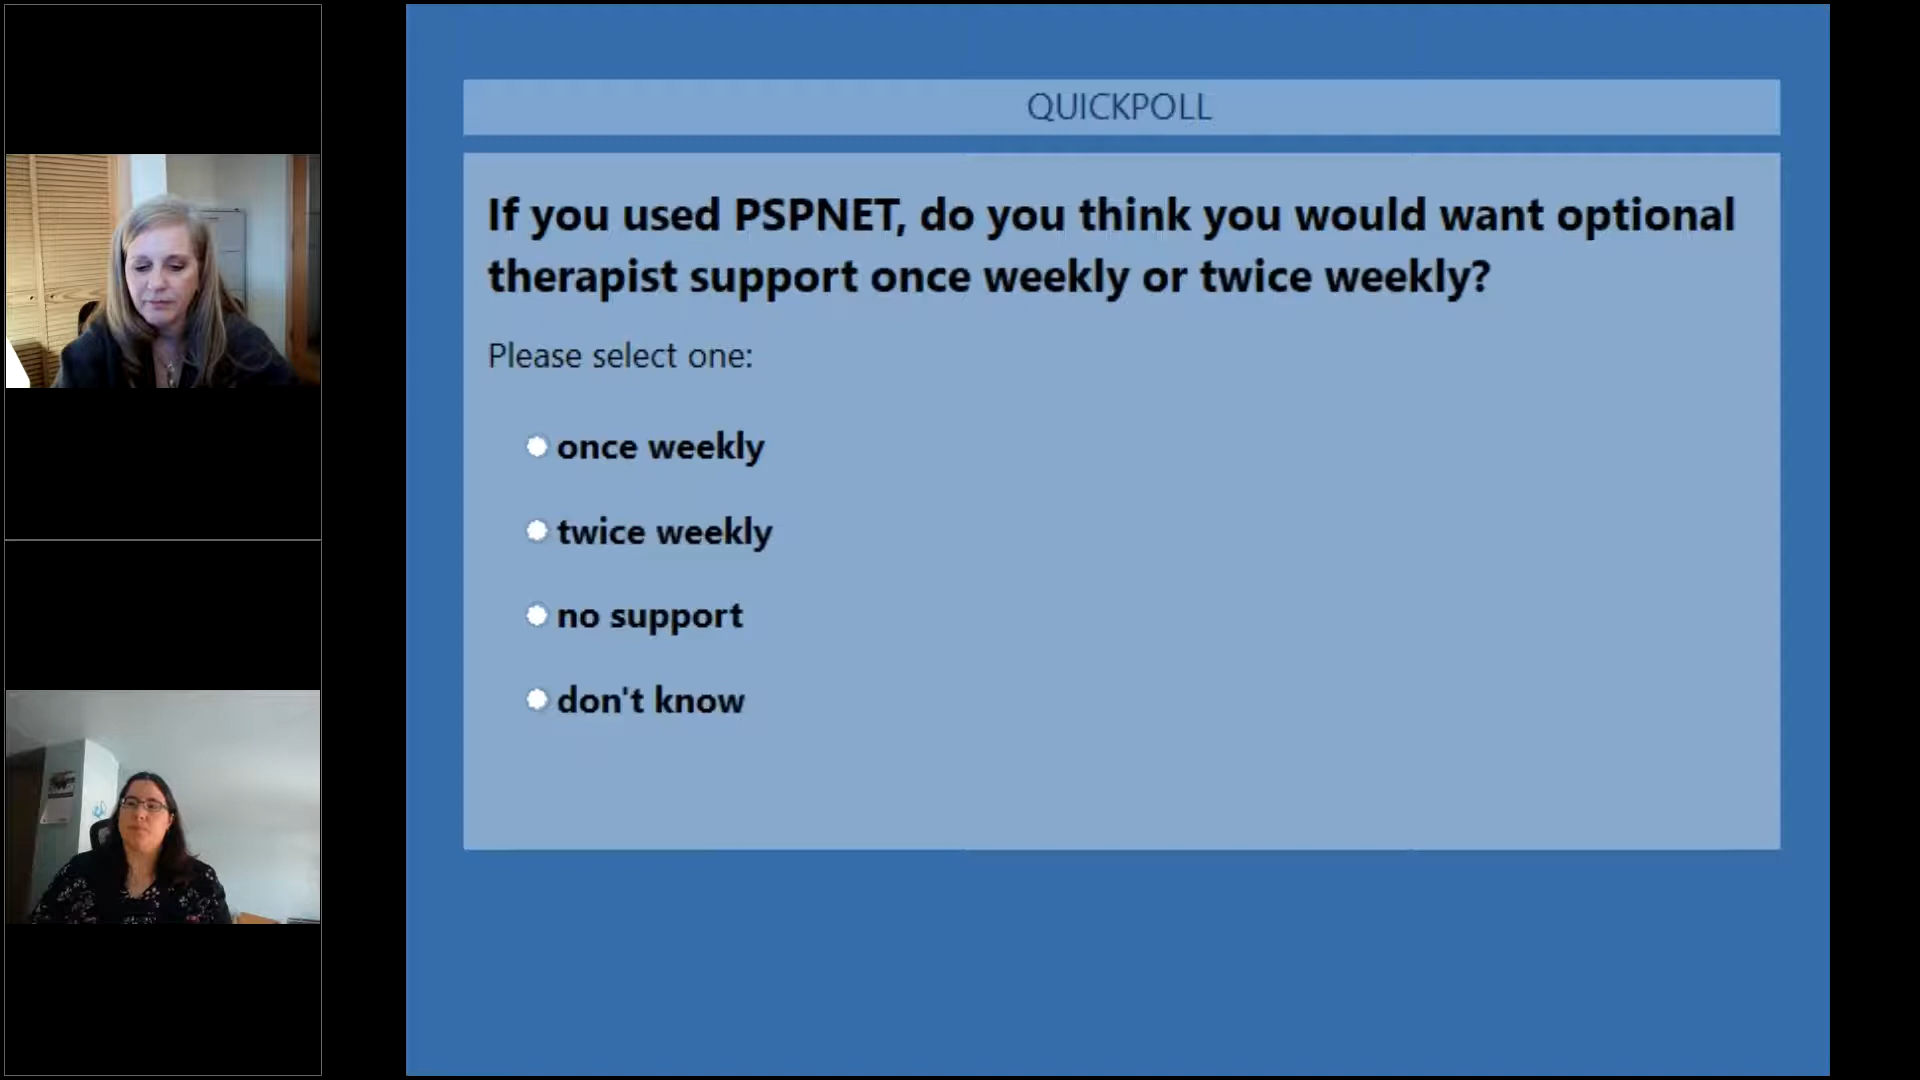 QUICKPOLL
If you used PSPNET, do you think you would want optional
therapist support once weekly or twice weekly?
Please select one:
once weekly
twice weekly
no support
don't know